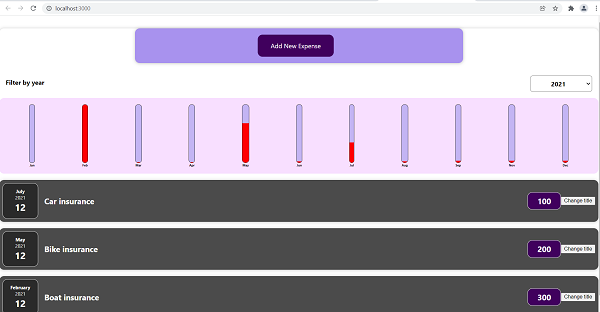 localhost:3000
Add New Expense
Filter by year
2021
Jan Feb Mar Apr May Jun Jul Aug Sep Oct Nov Dec
July
2021
12
Car insurance
100
Change title
May
2021
12
Bike insurance
200
Change title
February
2021
12
Boat insurance
300
Change title